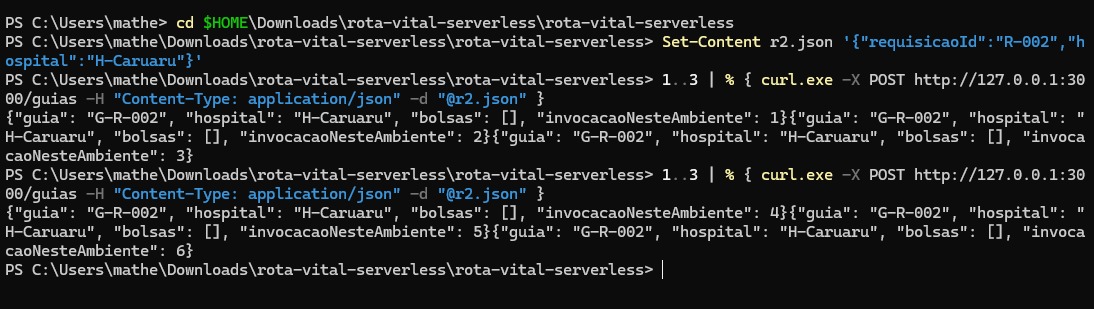 PS C:\Users\mathe> cd $HOME\Downloads\rota-vital-serverless\rota-vital-serverless
PS C:\Users\mathe\Downloads\rota-vital-serverless\rota-vital-serverless> Set-Content r2.json '{"requisicaoId":"R-002","h
ospital":"H-Caruaru"}'
PS C:\Users\mathe\Downloads\rota-vital-serverless\rota-vital-serverless> 1..3 | % { curl.exe -X POST http://127.0.0.1:30
00/guias -H "Content-Type: application/json" -d "@r2.json" }
{"guia": "G-R-002", "hospital": "H-Caruaru", "bolsas": [], "invocacaoNesteAmbiente": 1}{"guia": "G-R-002", "hospital": "
H-Caruaru", "bolsas": [], "invocacaoNesteAmbiente": 2}{"guia": "G-R-002", "hospital": "H-Caruaru", "bolsas": [], "invoca
caoNesteAmbiente": 3}
PS C:\Users\mathe\Downloads\rota-vital-serverless\rota-vital-serverless> 1..3 | % { curl.exe -X POST http://127.0.0.1:30
00/guias -H "Content-Type: application/json" -d "@r2.json" }
{"guia": "G-R-002", "hospital": "H-Caruaru", "bolsas": [], "invocacaoNesteAmbiente": 4}{"guia": "G-R-002", "hospital": "
H-Caruaru", "bolsas": [], "invocacaoNesteAmbiente": 5}{"guia": "G-R-002", "hospital": "H-Caruaru", "bolsas": [], "invoca
caoNesteAmbiente": 6}
PS C:\Users\mathe\Downloads\rota-vital-serverless\rota-vital-serverless>